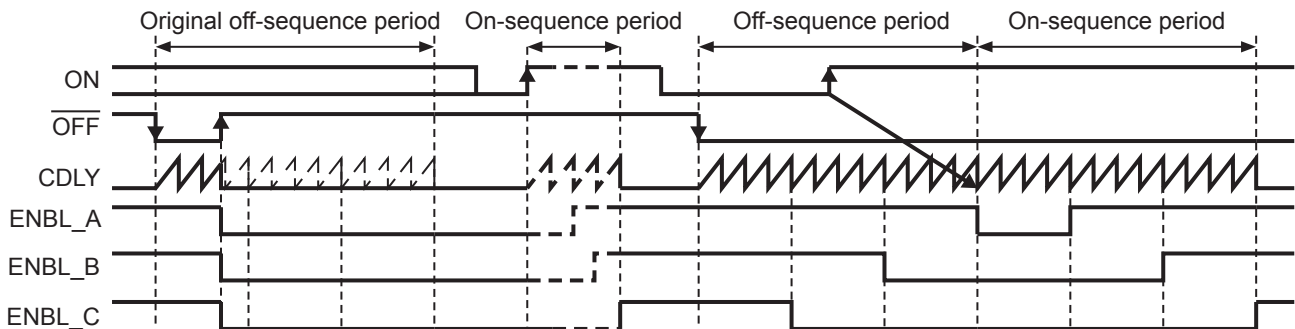 Original off-sequence period On-sequence period Off-sequence period On-sequence period
ON
OFF
CDLY
ENBL_A
ENBL_B
ENBL_C